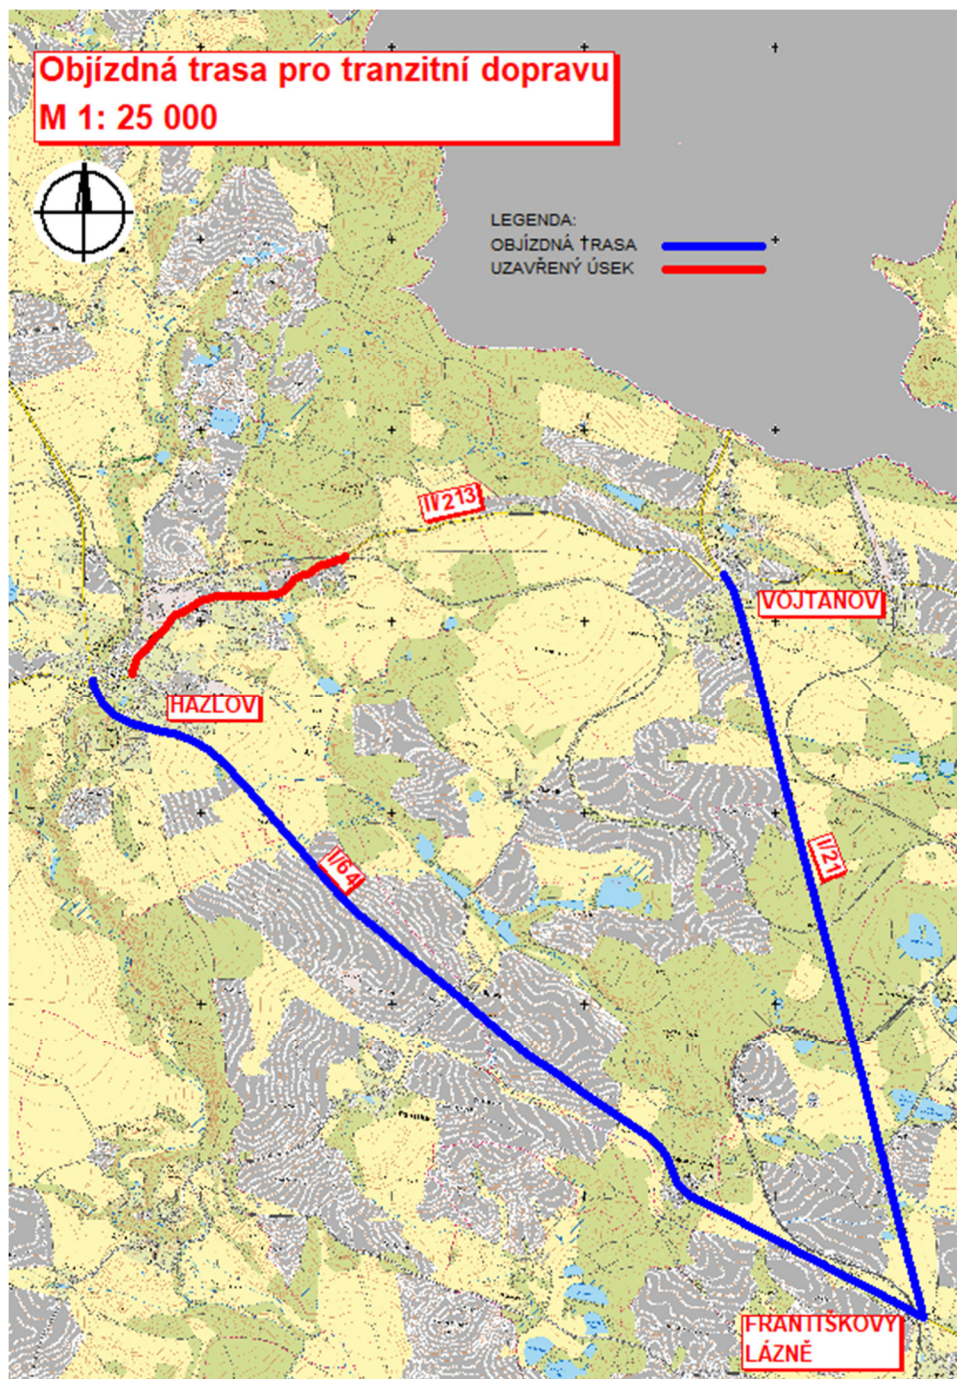 Objízdná trasa pro tranzitní dopravu
M 1: 25 000
LEGENDA:
OBJÍZDNÁ TRASA
UZAVŘENÝ ÚSEK
II/213
VOJTANOV
HAZLOV
I/64
I/21
FRANTIŠKOVY
LÁZNĚ